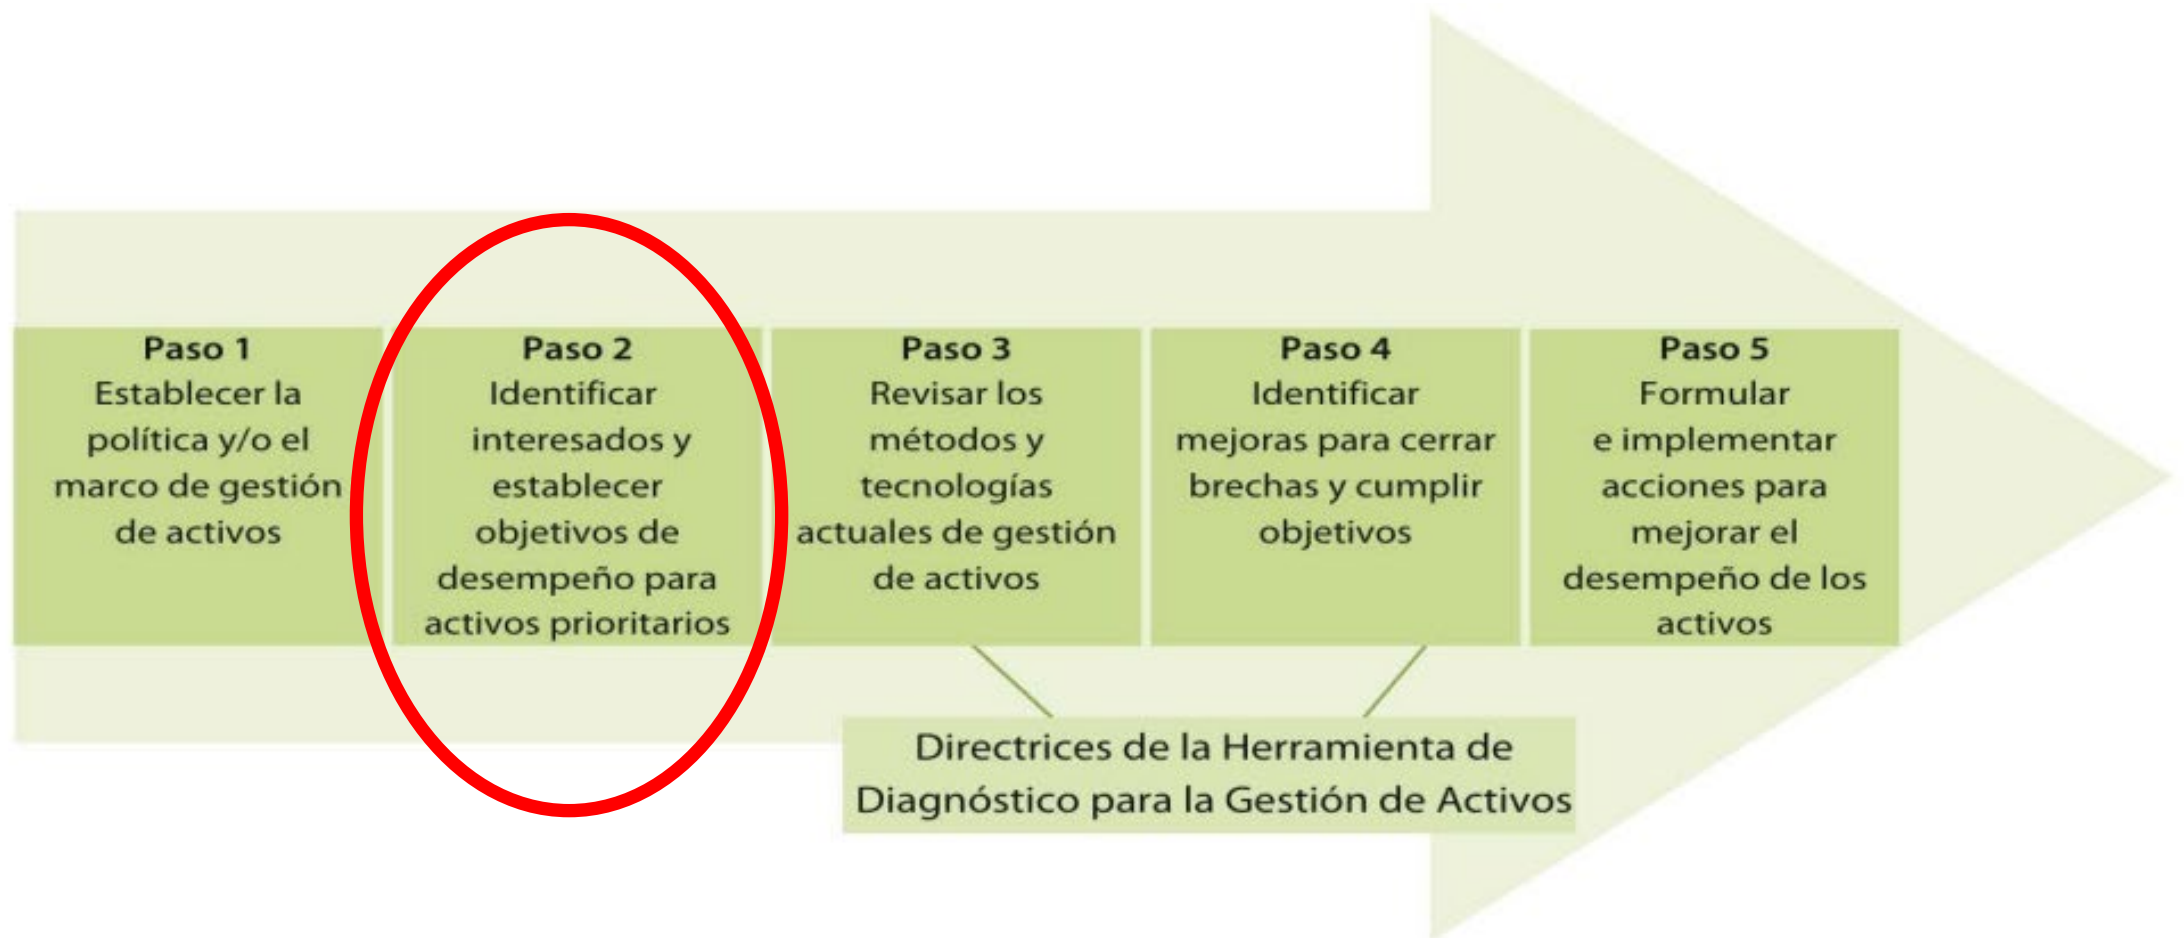 Paso 1
Establecer la
política y/o el
marco de gestión
de activos
Paso 2
Identificar
interesados y
establecer
objetivos de
desempeño para
activos prioritarios
Paso 3
Revisar los
métodos y
tecnologías
actuales de gestión
de activos
Paso 4
Identificar
mejoras para cerrar
brechas y cumplir
objetivos
Paso 5
Formular
e implementar
acciones para
mejorar el
desempeño de los
activos
Directrices de la Herramienta de
Diagnóstico para la Gestión de Activos